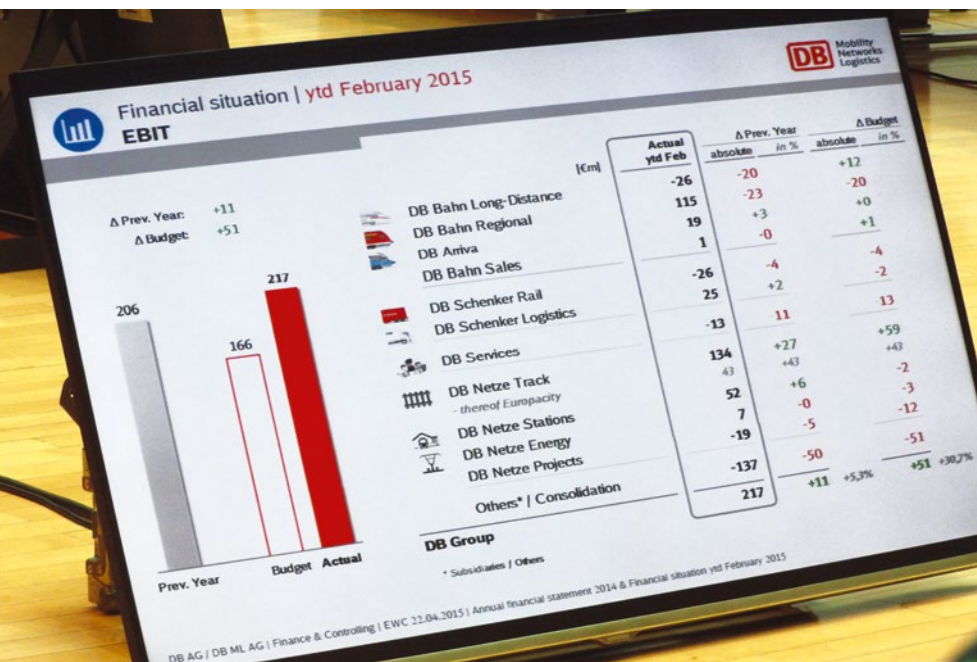 Financial situation | ytd February 2015
EBIT
DB Mobility
Networks
Logistics
Δ Prev. Year: +11
Δ Budget: +51
206
166
217
Prev. Year Budget Actual
[€m] Actual ytd Feb Δ Prev. Year absolute in % Δ Budget absolute in %
DB Bahn Long-Distance -26 -20 +12
DB Bahn Regional 115 -23 -20
DB Arriva 19 +3 +0
DB Bahn Sales 1 -0 +1
DB Schenker Rail -26 -4 -4
DB Schenker Logistics 25 +2 -2
DB Services -13 11 13
DB Netze Track 134 +27 +59
- thereof Europacity 43 +43 +43
DB Netze Stations 52 +6 -2
DB Netze Energy 7 -0 -3
DB Netze Projects -19 -5 -12
Others* / Consolidation -137 -50 -51
DB Group 217 +11 +5,3% +51 +30,7%
* Subsidiaries / Others
DB AG / DB ML AG | Finance & Controlling | EWC 22.04.2015 | Annual financial statement 2014 & Financial situation ytd February 2015